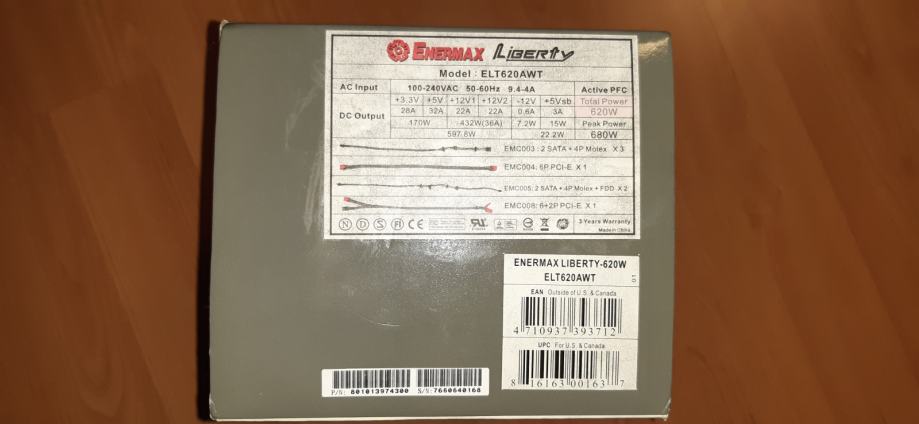 ENERMAX LIBERTY
Model : ELT620AWT
AC Input 100-240VAC 50-60Hz 9.4-4A Active PFC
DC Output +3.3V +5V +12V1 +12V2 -12V +5Vsb Total Power
28A 32A 22A 22A 0.6A 3A 620W
170W 432W(36A) 7.2W 15W Peak Power
597.8W 22.2W 680W
EMC003 : 2 SATA + 4P Molex X 3
EMC004: 6P PCI-E X 1
EMC005: 2 SATA + 4P Molex + FDD X 2
EMC008: 6+2P PCI-E X 1
N D S FI CE
3-Years Warranty
Made in China
ENERMAX LIBERTY-620W
ELT620AWT
01
EAN Outside of U.S. & Canada
4 710937 393712
UPC For U.S. & Canada
8 16163 00163 7
P/N: 801013974300 S/N: 7660640168